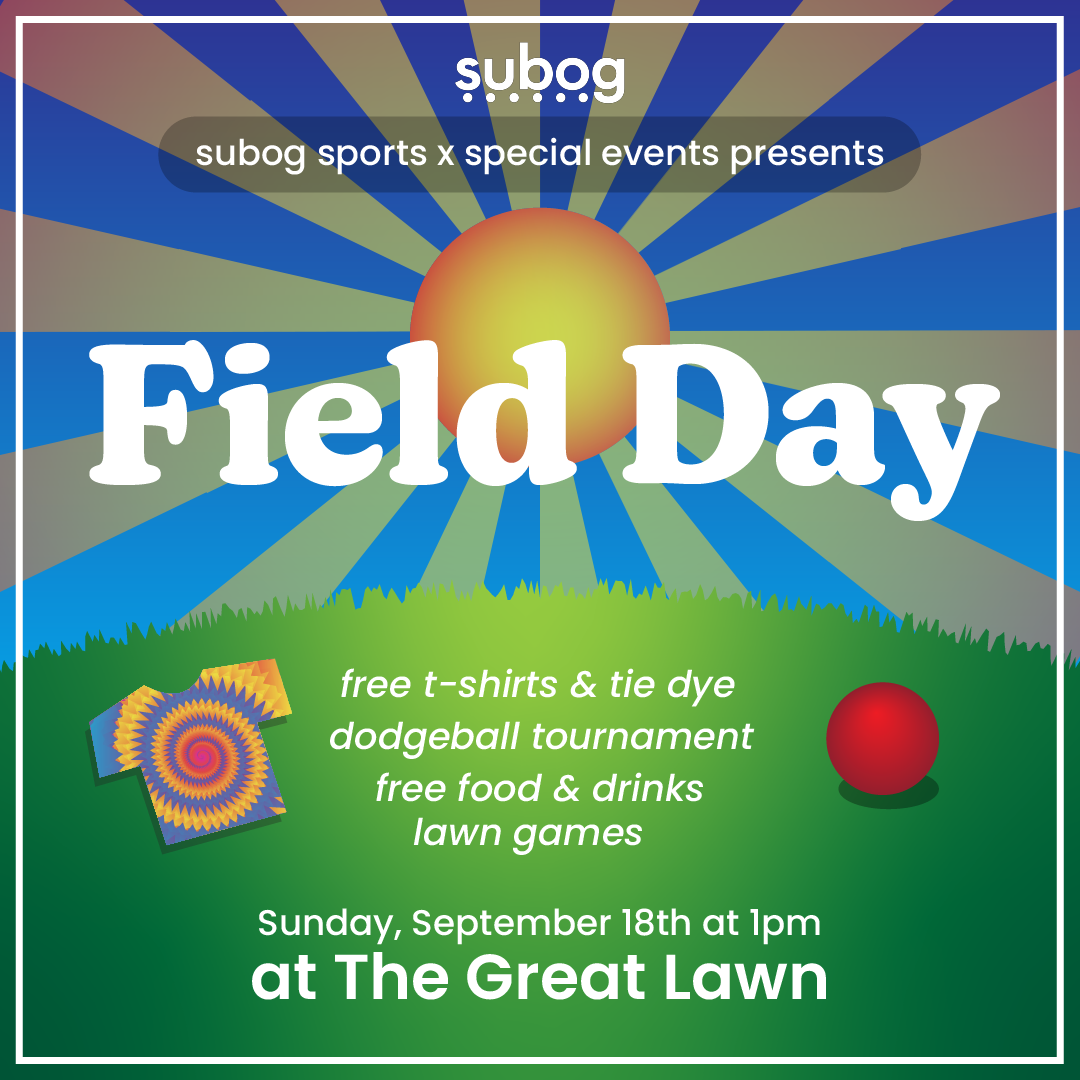 subog
subog sports x special events presents
Field Day
free t-shirts & tie dye
dodgeball tournament
free food & drinks
lawn games
Sunday, September 18th at 1pm
at The Great Lawn